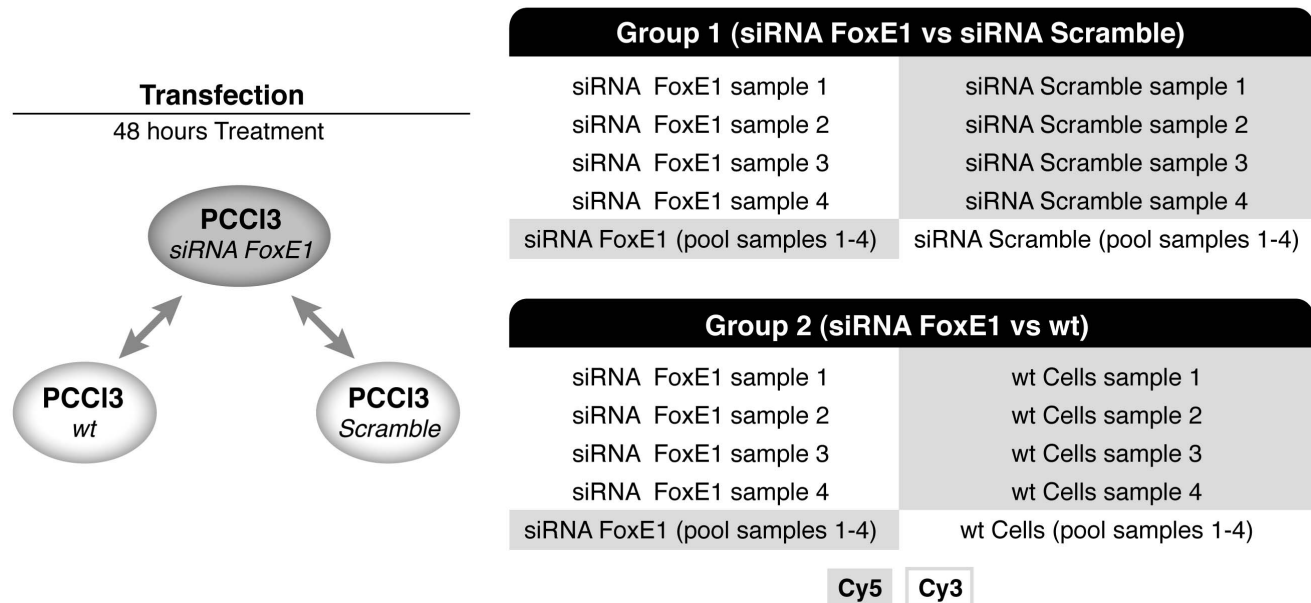 Transfection
48 hours Treatment
PCCl3
siRNA FoxE1
PCCl3
wt
PCCl3
Scramble
Group 1 (siRNA FoxE1 vs siRNA Scramble)
siRNA FoxE1 sample 1 siRNA Scramble sample 1
siRNA FoxE1 sample 2 siRNA Scramble sample 2
siRNA FoxE1 sample 3 siRNA Scramble sample 3
siRNA FoxE1 sample 4 siRNA Scramble sample 4
siRNA FoxE1 (pool samples 1-4) siRNA Scramble (pool samples 1-4)
Group 2 (siRNA FoxE1 vs wt)
siRNA FoxE1 sample 1 wt Cells sample 1
siRNA FoxE1 sample 2 wt Cells sample 2
siRNA FoxE1 sample 3 wt Cells sample 3
siRNA FoxE1 sample 4 wt Cells sample 4
siRNA FoxE1 (pool samples 1-4) wt Cells (pool samples 1-4)
Cy5 Cy3